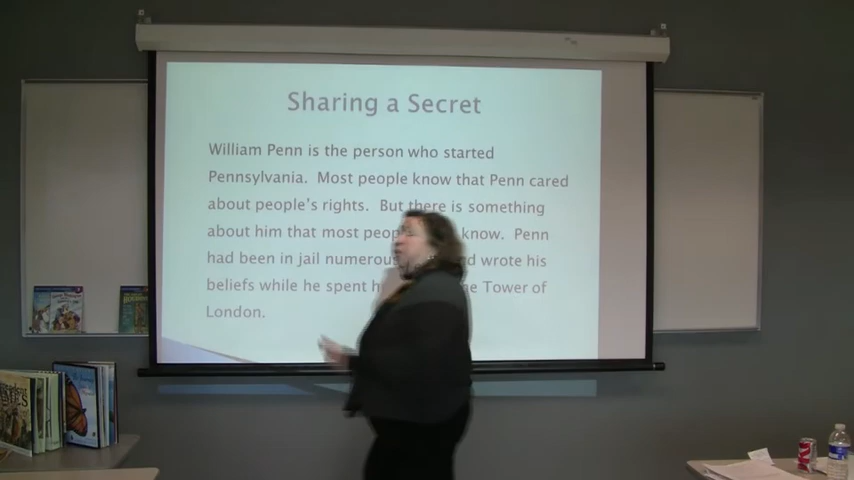 Sharing a Secret
William Penn is the person who started
Pennsylvania. Most people know that Penn cared
about people's rights. But there is something
about him that most know. Penn
had been in jail wrote his
beliefs while he spent Tower of
London.